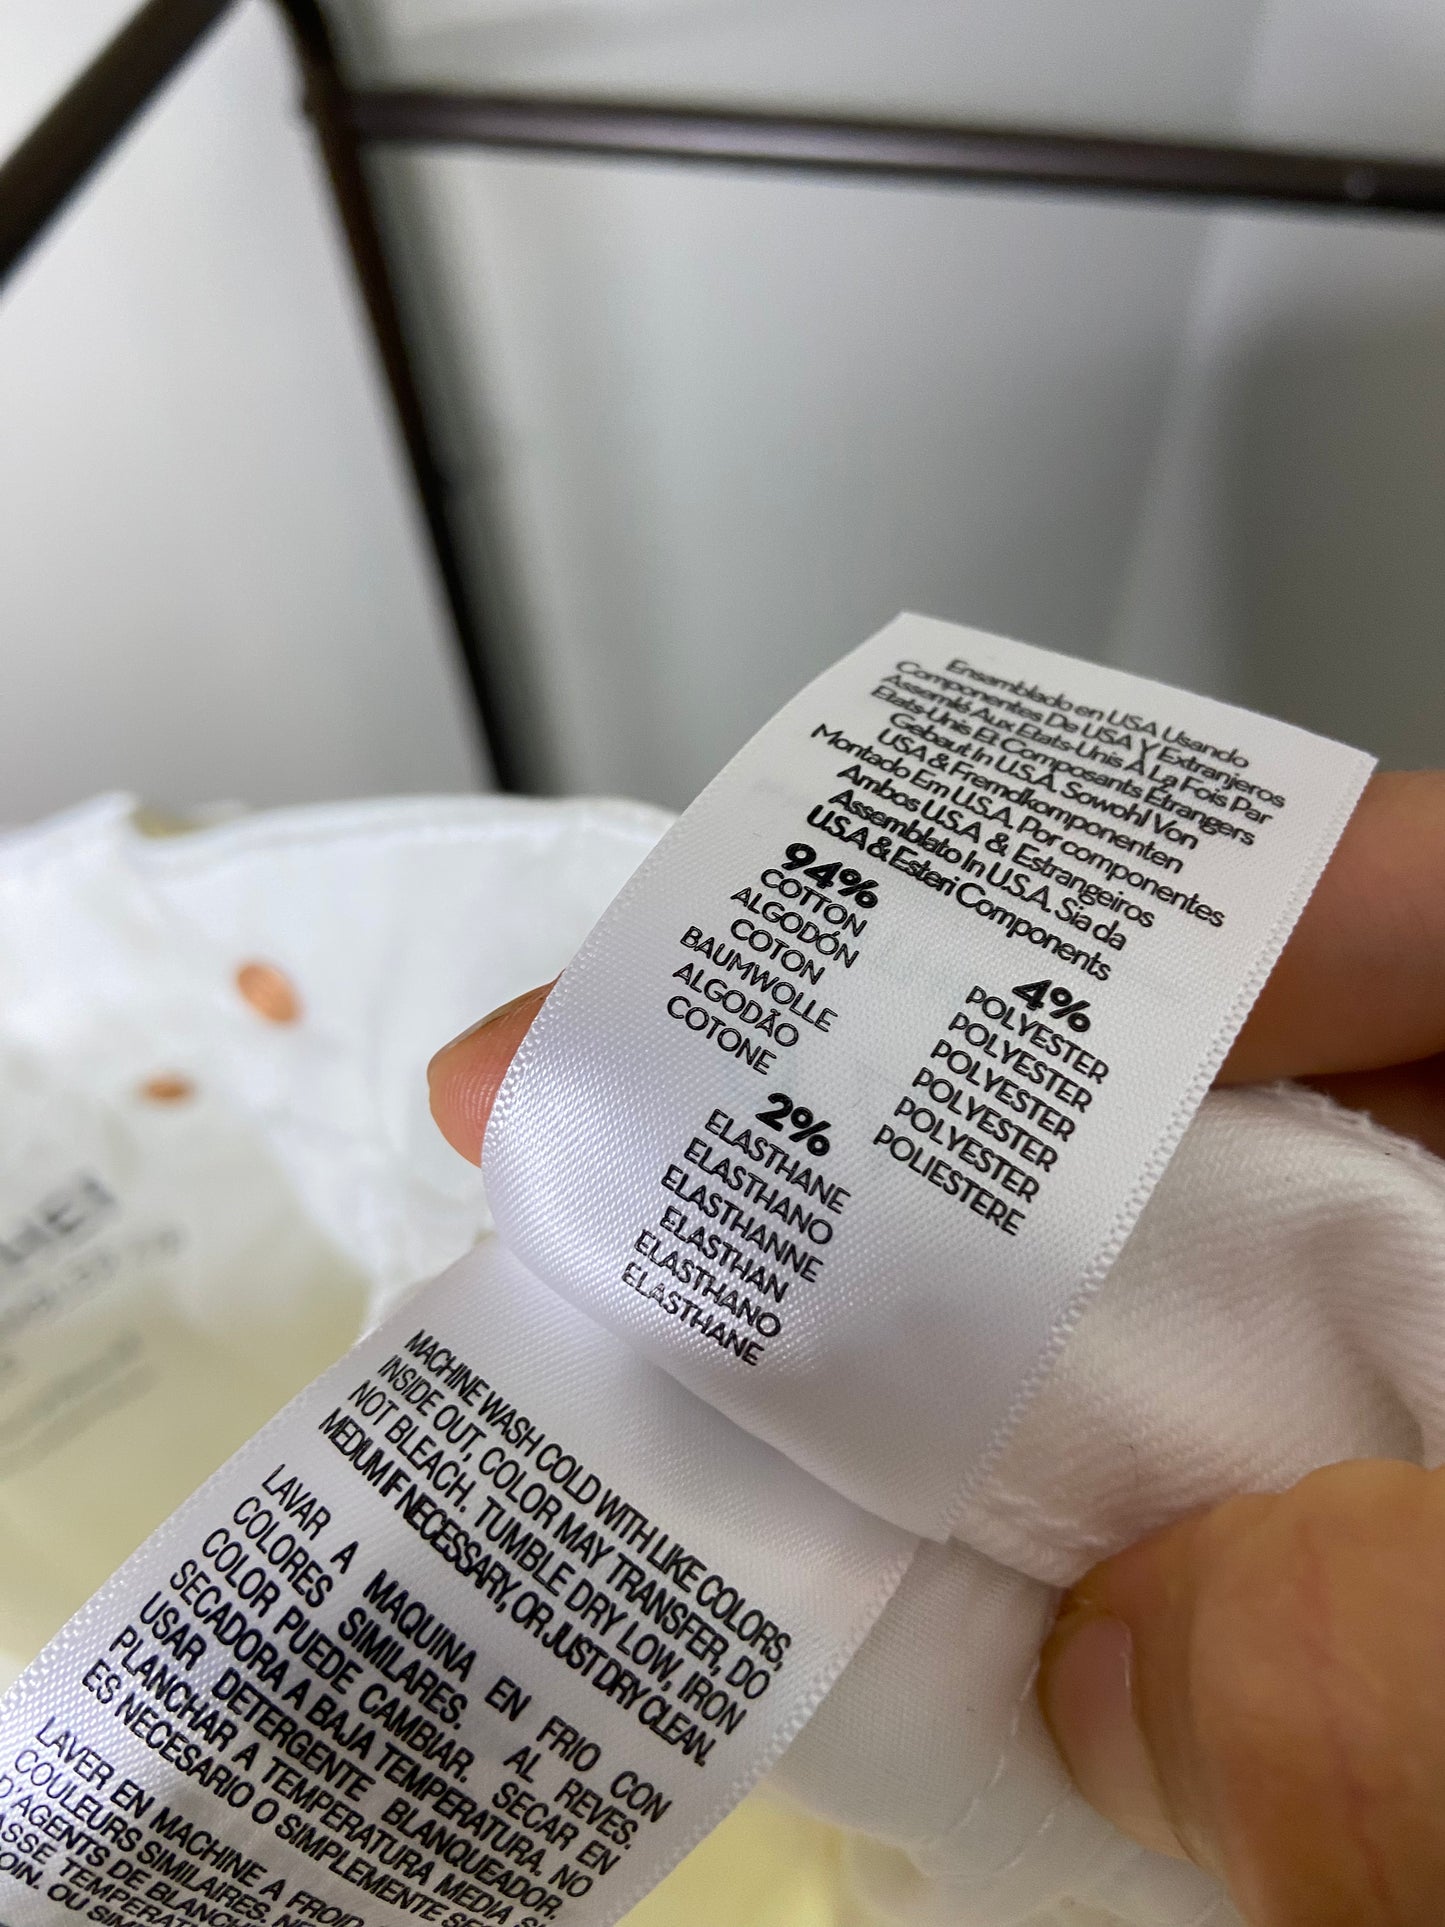 Ensamblado en USA Usando
Componentes De USA Y Extranjeros
Assemlé Aux Etats-Unis À La Fois Par
Etats-Unis Et Composants Étrangers
Gebaut In U.S.A. Sowohl Von
USA & Fremdkomponenten
Montado Em U.S.A. Por componentes
Ambos U.S.A & Estrangeiros
Assemblato In U.S.A. Sia da
U.S.A & Esteri Components
94%
COTTON
ALGODÓN
COTON
BAUMWOLLE
ALGODÃO
COTONE
4%
POLYESTER
POLYESTER
POLYESTER
POLYESTER
POLYESTER
POLIESTERE
2%
ELASTHANE
ELASTHANO
ELASTHANNE
ELASTHAN
ELASTHANO
ELASTHANE
MACHINE WASH COLD WITH LIKE COLORS,
INSIDE OUT, COLOR MAY TRANSFER, DO
NOT BLEACH. TUMBLE DRY LOW, IRON
MEDIUM IF NECESSARY, OR JUST DRY CLEAN.
LAVAR A MAQUINA EN FRIO CON
COLORES SIMILARES. AL REVES.
COLOR PUEDE CAMBIAR. SECAR EN
SECADORA A BAJA TEMPERATURA. NO
USAR DETERGENTE BLANQUEADOR.
PLANCHAR A TEMPERATURA MEDIA SI
ES NECESARIO O SIMPLEMENTE
LAVER EN MACHINE A FROID
COULEURS SIMILAIRES.
D'AGENTS DE
TEMPERAT
OU